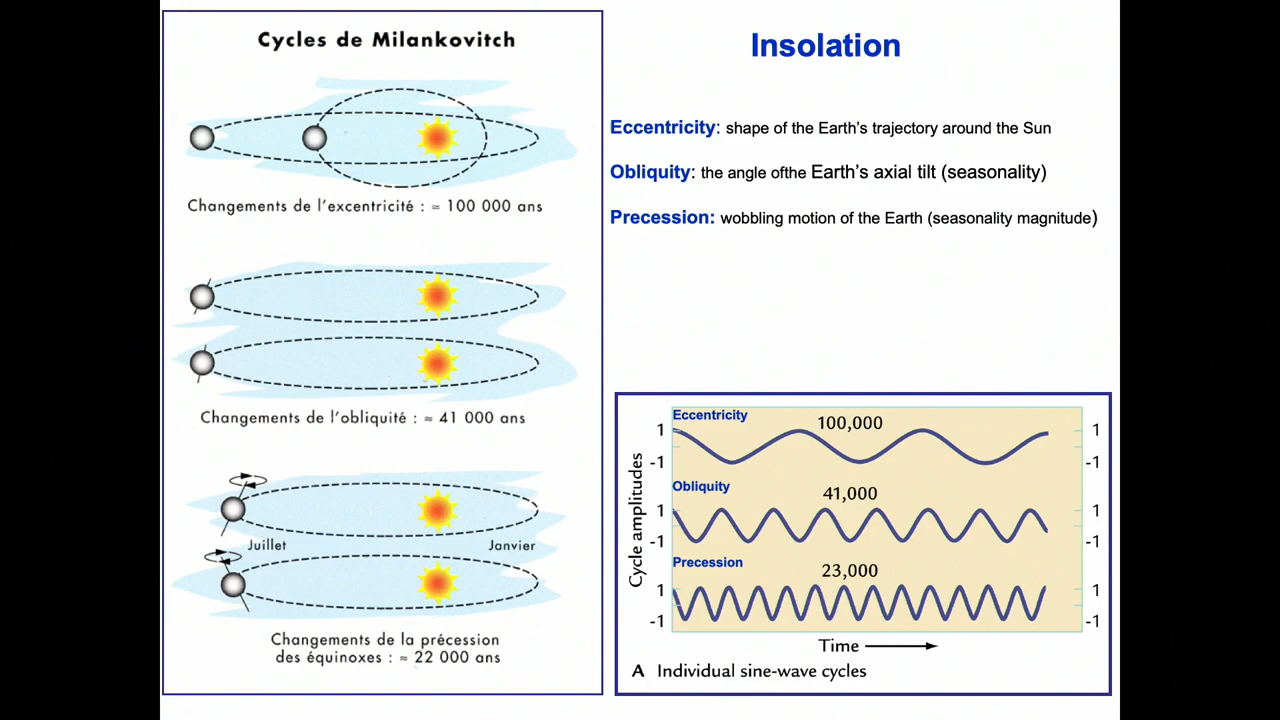 Cycles de Milankovitch
Changements de l'excentricité : ≈ 100 000 ans
Changements de l'obliquité : ≈ 41 000 ans
Juillet
Janvier
Changements de la précession
des équinoxes : ≈ 22 000 ans
Insolation
Eccentricity: shape of the Earth's trajectory around the Sun
Obliquity: the angle ofthe Earth's axial tilt (seasonality)
Precession: wobbling motion of the Earth (seasonality magnitude)
Cycle amplitudes
Eccentricity
100,000
1
1
-1
-1
Obliquity
41,000
1
1
-1
-1
Precession
23,000
1
1
-1
-1
Time
A Individual sine-wave cycles